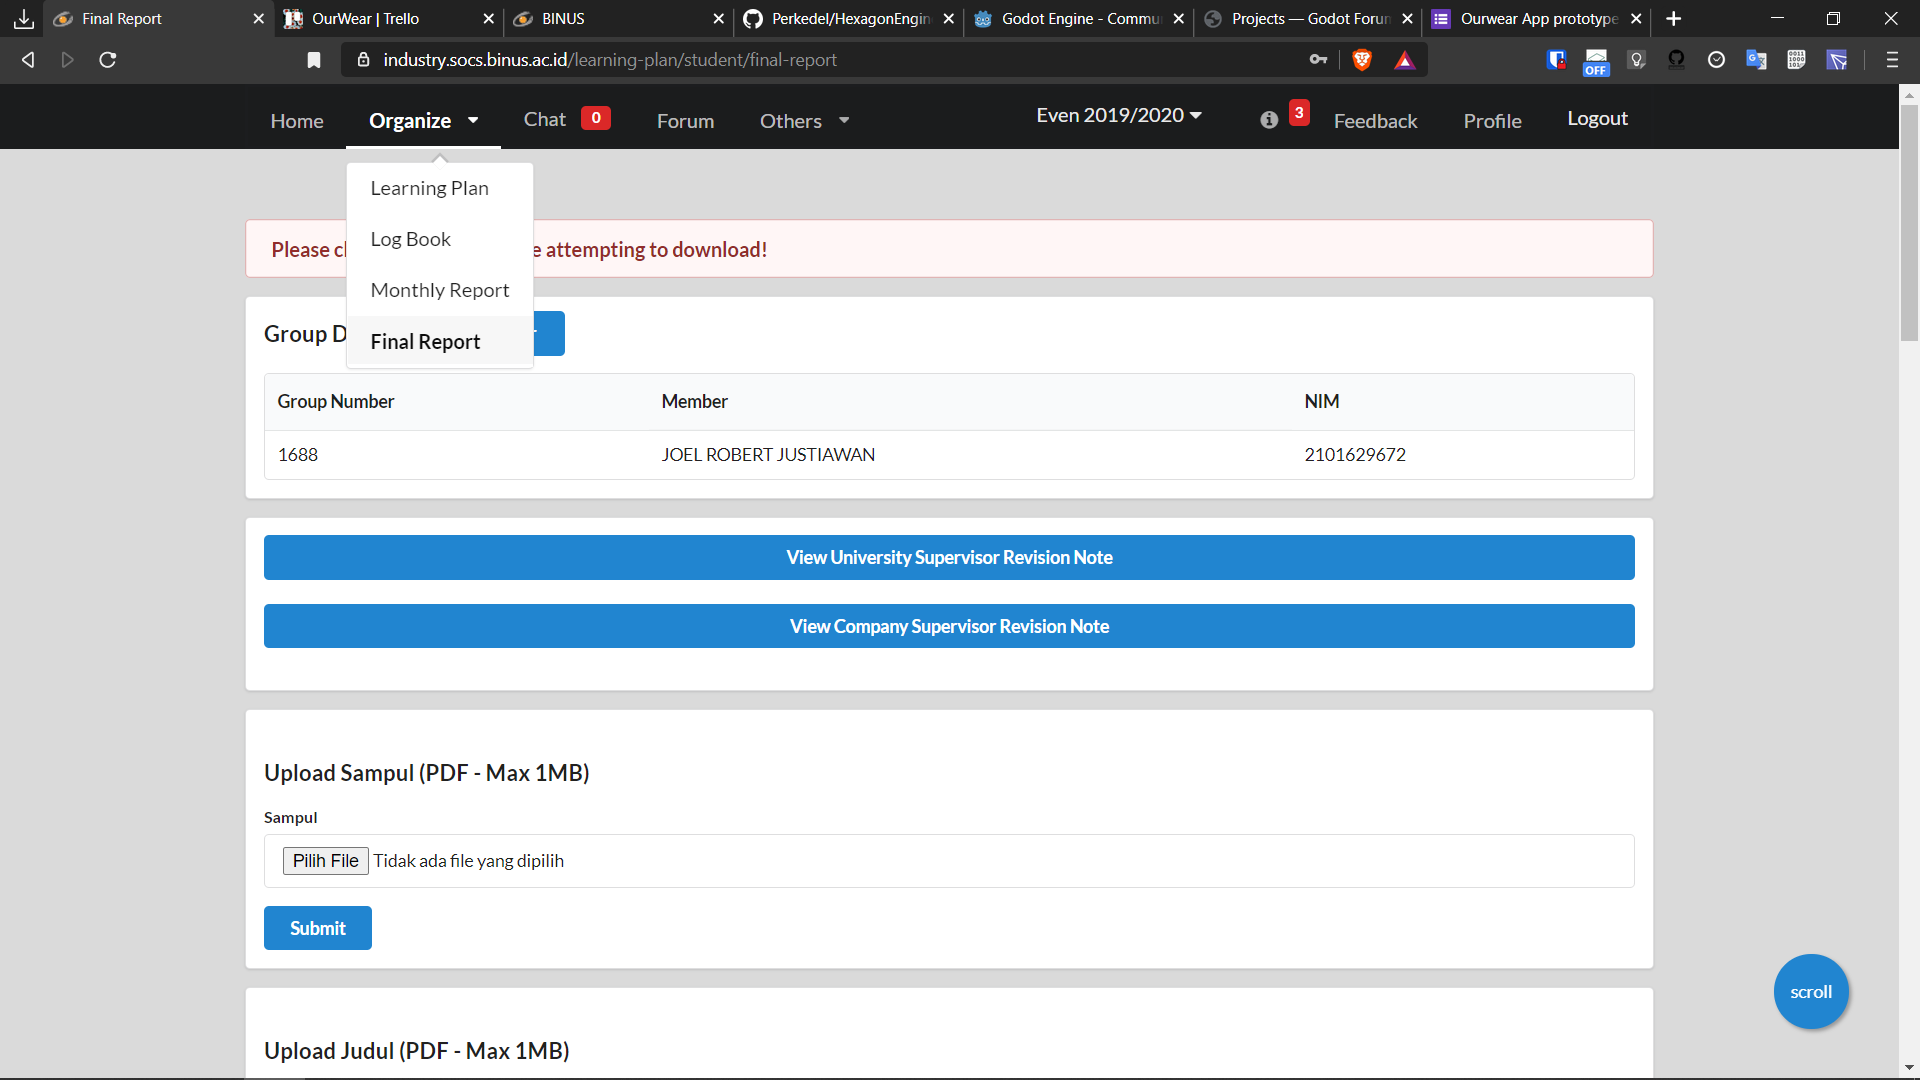 Final Report
OurWear | Trello
BINUS
Perkedel/HexagonEngin
Godot Engine - Commu
Projects — Godot Forun
Ourwear App prototype
industry.socs.binus.ac.id/learning-plan/student/final-report
OFF
Home
Organize
Chat 0
Forum
Others
Even 2019/2020
3
Feedback
Profile
Logout
Learning Plan
Log Book
Monthly Report
Final Report
Please c
e attempting to download!
Group D
Group Number Member NIM
1688 JOEL ROBERT JUSTIAWAN 2101629672
View University Supervisor Revision Note
View Company Supervisor Revision Note
Upload Sampul (PDF - Max 1MB)
Sampul
Pilih File Tidak ada file yang dipilih
Submit
scroll
Upload Judul (PDF - Max 1MB)